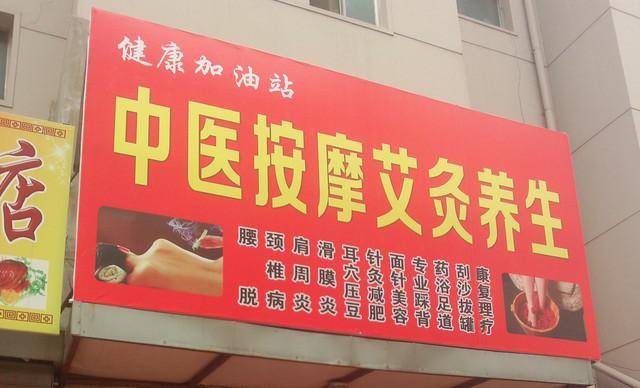 健康加油站
中医按摩艾灸养生
腰脱
颈椎病
肩周炎
滑膜炎
耳穴压豆
针灸减肥
面针美容
专业踩背
药浴足道
刮沙拔罐
康复理疗
店